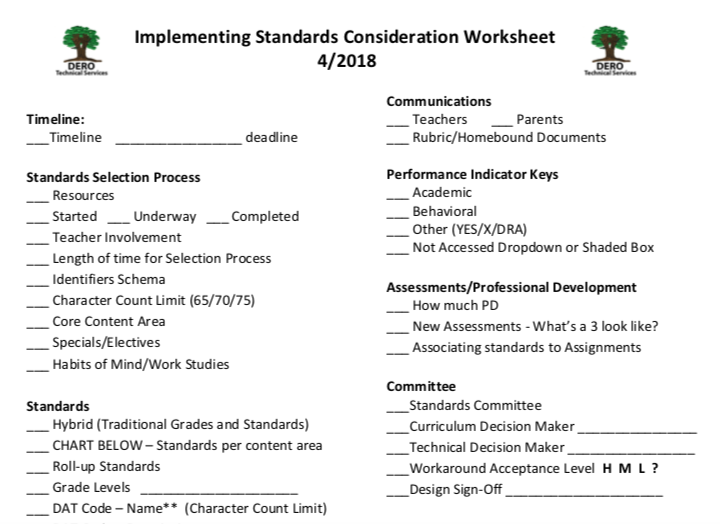 Implementing Standards Consideration Worksheet
4/2018
DERO
Technical Services
DERO
Technical Services
Timeline:
___Timeline _________________ deadline
Standards Selection Process
___ Resources
___ Started ___ Underway ___ Completed
___ Teacher Involvement
___ Length of time for Selection Process
___ Identifiers Schema
___ Character Count Limit (65/70/75)
___ Core Content Area
___ Specials/Electives
___ Habits of Mind/Work Studies
Standards
___ Hybrid (Traditional Grades and Standards)
___ CHART BELOW – Standards per content area
___ Roll-up Standards
___ Grade Levels _____________________
___ DAT Code – Name** (Character Count Limit)
Communications
___ Teachers ___ Parents
___ Rubric/Homebound Documents
Performance Indicator Keys
___ Academic
___ Behavioral
___ Other (YES/X/DRA)
___ Not Accessed Dropdown or Shaded Box
Assessments/Professional Development
___ How much PD
___ New Assessments - What’s a 3 look like?
___ Associating standards to Assignments
Committee
___Standards Committee
___Curriculum Decision Maker ________________
___Technical Decision Maker _________________
___Workaround Acceptance Level H M L ?
___Design Sign-Off _____________________